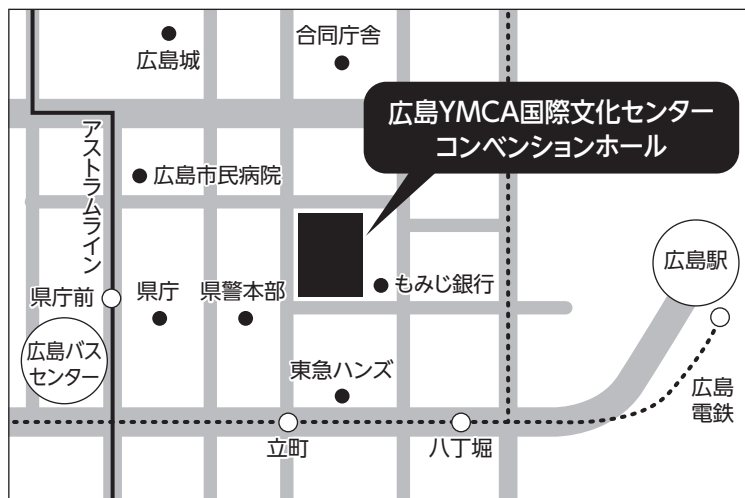 合同庁舎
広島城
広島YMCA国際文化センター
コンベンションホール
アストラムライン
広島市民病院
広島駅
県庁前
県庁
県警本部
もみじ銀行
広島バス
センター
東急ハンズ
広島
電鉄
立町
八丁堀